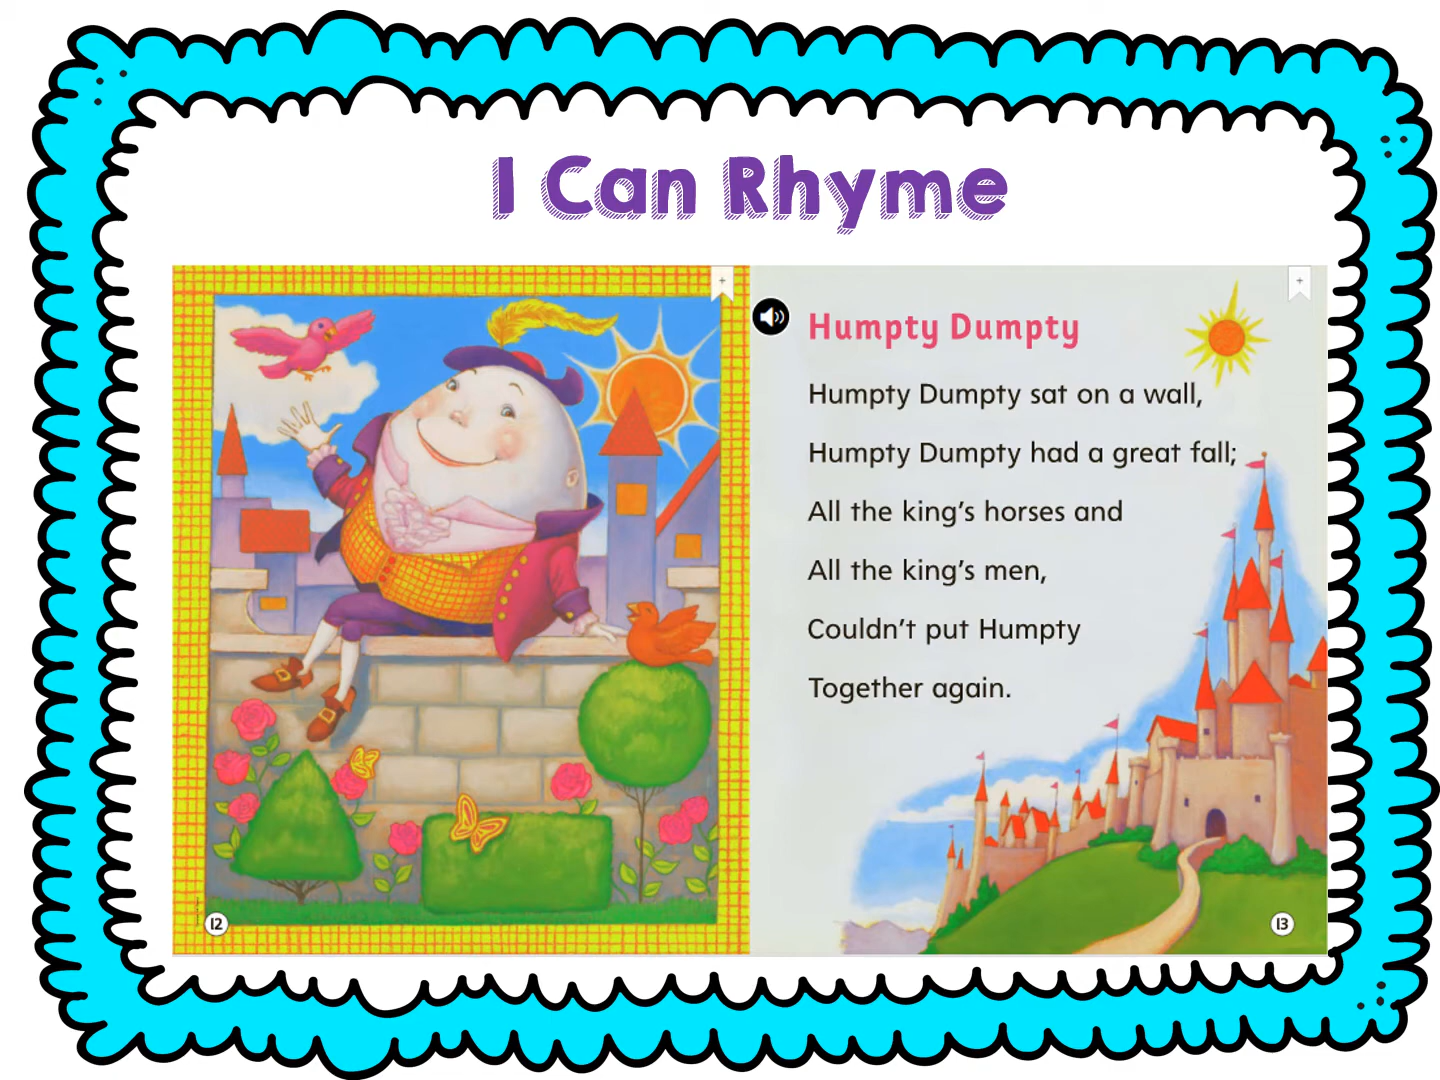 I Can Rhyme
Humpty Dumpty
Humpty Dumpty sat on a wall,
Humpty Dumpty had a great fall;
All the king's horses and
All the king's men,
Couldn't put Humpty
Together again.
12
13